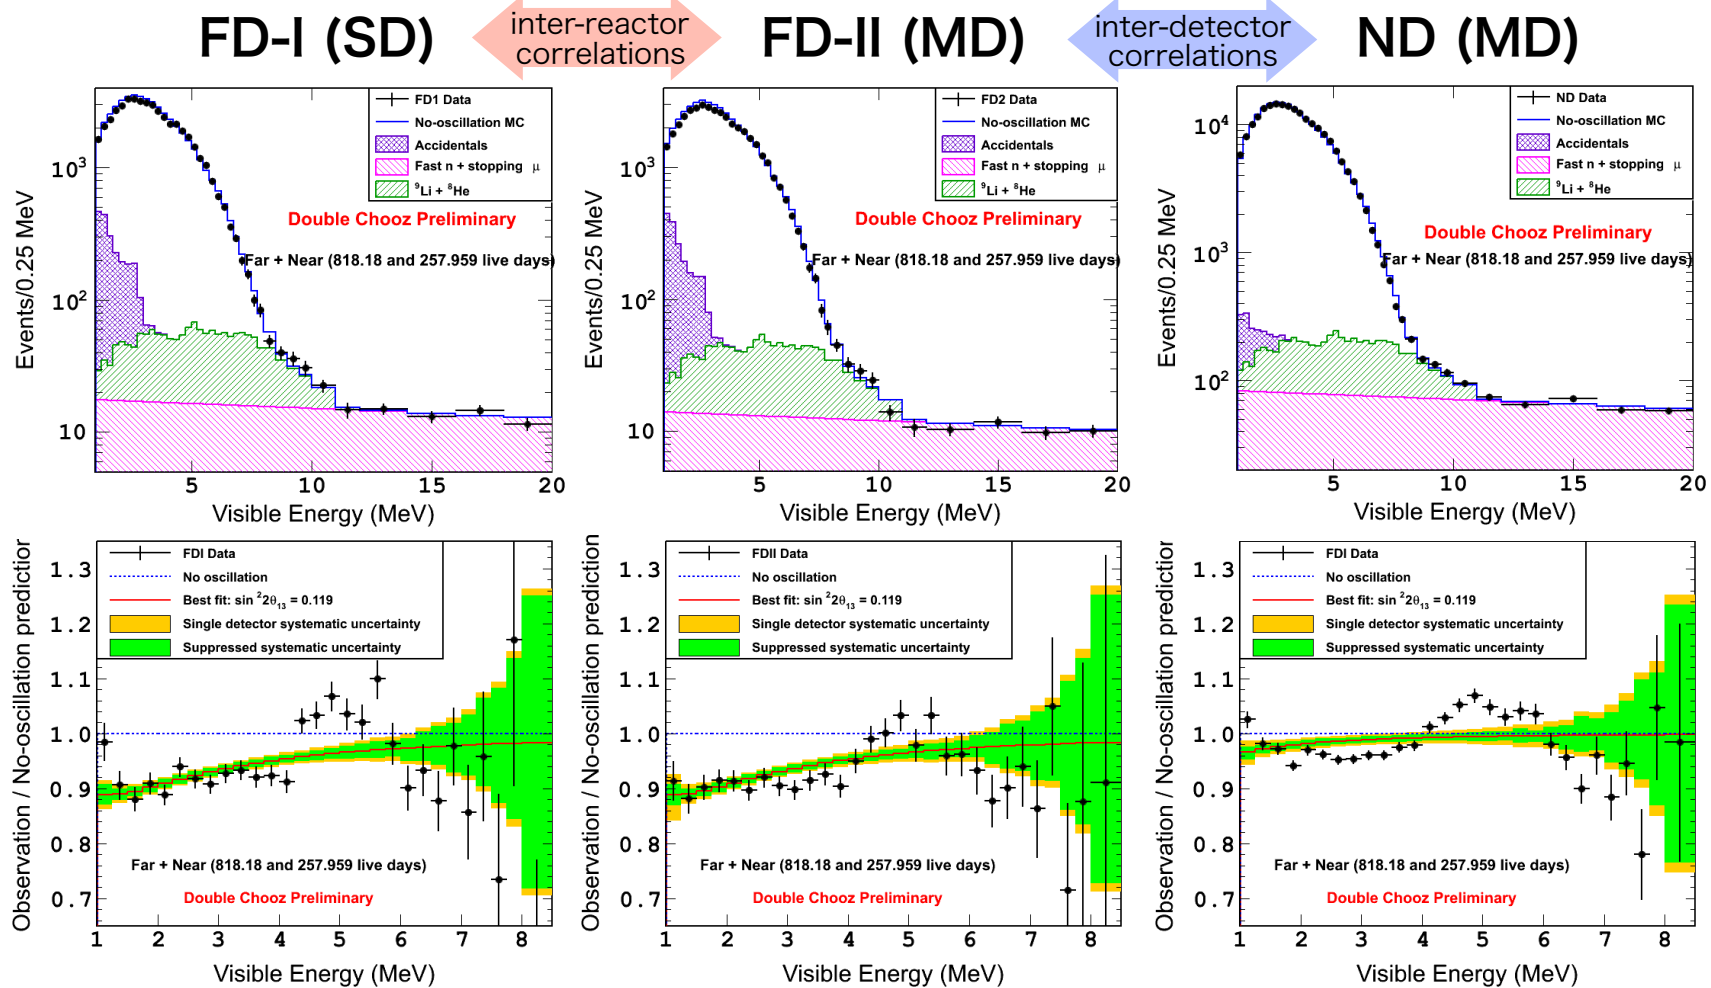 FD-I (SD)
inter-reactor
correlations
FD-II (MD)
inter-detector
correlations
ND (MD)
Events/0.25 MeV
10³
10²
10
FD1 Data
No-oscillation MC
Accidentals
Fast n + stopping μ
⁹Li + ⁸He
Double Chooz Preliminary
Far + Near (818.18 and 257.959 live days)
5 10 15 20
Visible Energy (MeV)
Events/0.25 MeV
10³
10²
10
FD2 Data
No-oscillation MC
Accidentals
Fast n + stopping μ
⁹Li + ⁸He
Double Chooz Preliminary
Far + Near (818.18 and 257.959 live days)
5 10 15 20
Visible Energy (MeV)
Events/0.25 MeV
10⁴
10³
10²
ND Data
No-oscillation MC
Accidentals
Fast n + stopping μ
⁹Li + ⁸He
Double Chooz Preliminary
Far + Near (818.18 and 257.959 live days)
5 10 15 20
Visible Energy (MeV)
Observation / No-oscillation prediction
1.3
1.2
1.1
1.0
0.9
0.8
0.7
FDI Data
No oscillation
Best fit: sin ²2θ₁₃ = 0.119
Single detector systematic uncertainty
Suppressed systematic uncertainty
Far + Near (818.18 and 257.959 live days)
Double Chooz Preliminary
1 2 3 4 5 6 7 8
Visible Energy (MeV)
Observation / No-oscillation prediction
1.3
1.2
1.1
1.0
0.9
0.8
0.7
FDII Data
No oscillation
Best fit: sin ²2θ₁₃ = 0.119
Single detector systematic uncertainty
Suppressed systematic uncertainty
Far + Near (818.18 and 257.959 live days)
Double Chooz Preliminary
1 2 3 4 5 6 7 8
Visible Energy (MeV)
Observation / No-oscillation prediction
1.3
1.2
1.1
1.0
0.9
0.8
0.7
FDI Data
No oscillation
Best fit: sin ²2θ₁₃ = 0.119
Single detector systematic uncertainty
Suppressed systematic uncertainty
Far + Near (818.18 and 257.959 live days)
Double Chooz Preliminary
1 2 3 4 5 6 7 8
Visible Energy (MeV)